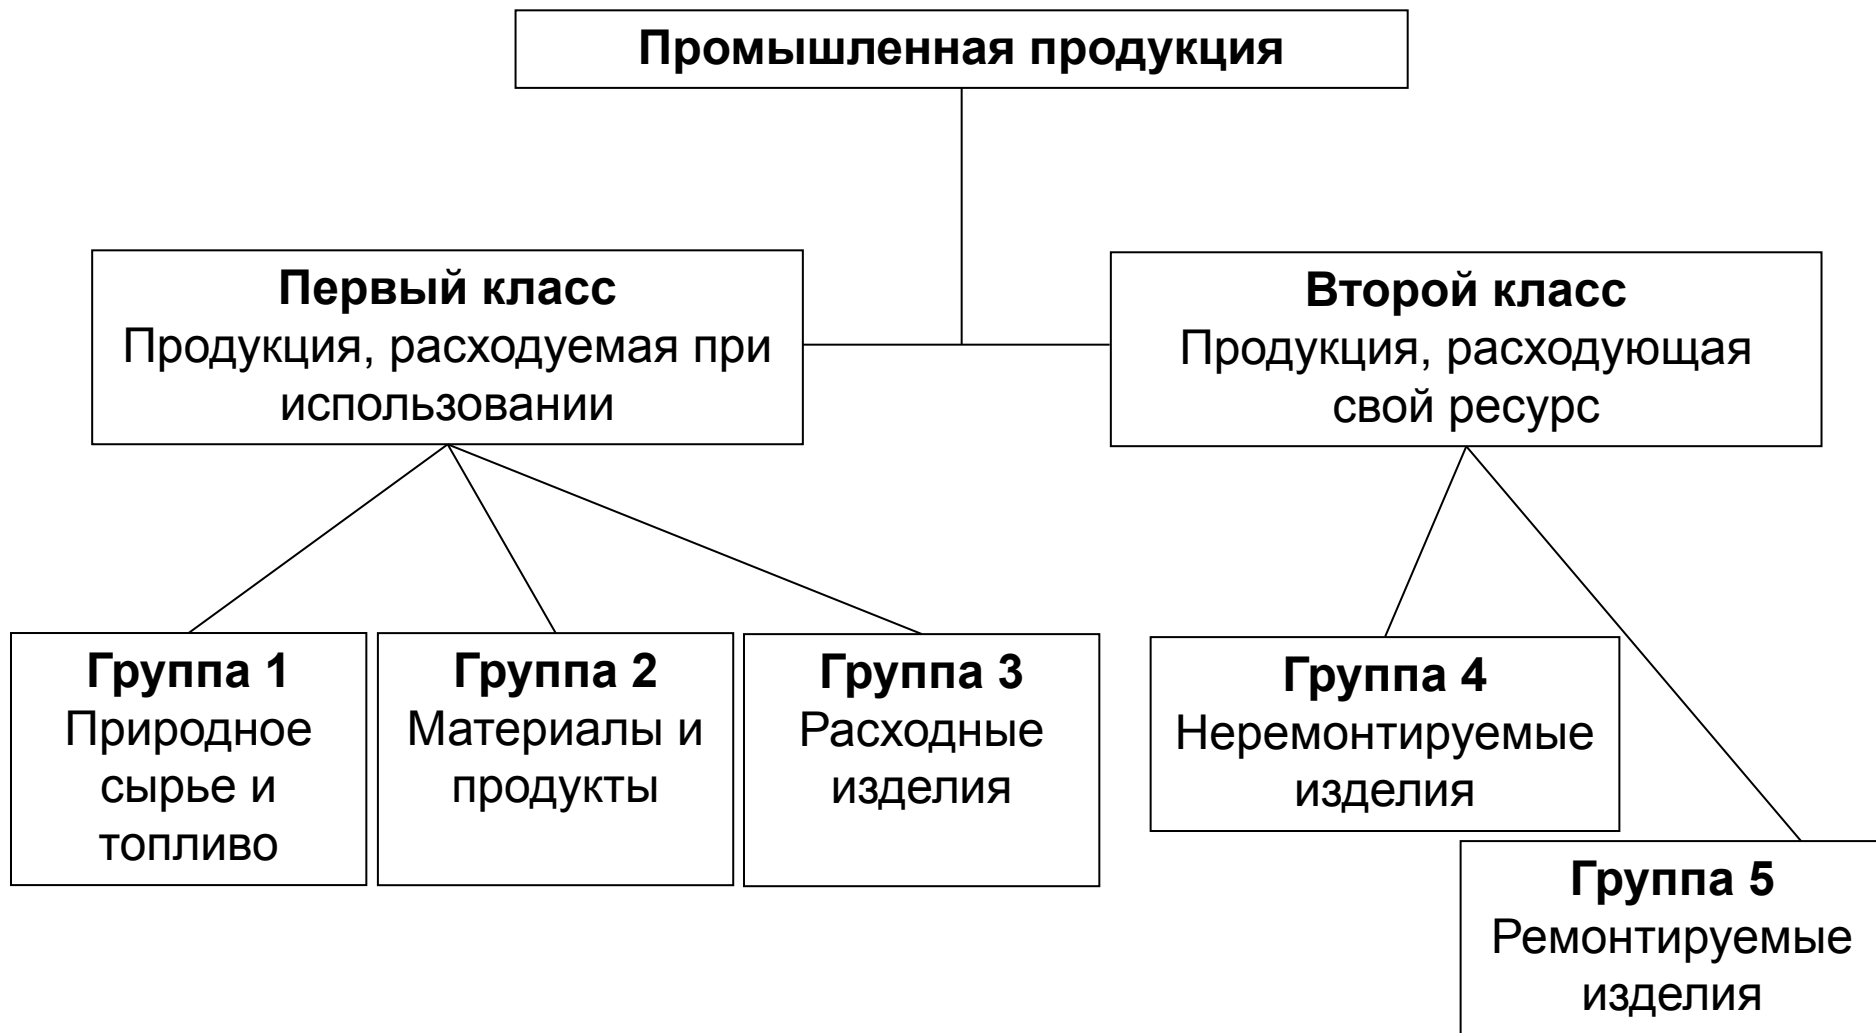 Промышленная продукция
Первый класс
Продукция, расходуемая при
использовании
Второй класс
Продукция, расходующая
свой ресурс
Группа 1
Природное
сырье и
топливо
Группа 2
Материалы и
продукты
Группа 3
Расходные
изделия
Группа 4
Неремонтируемые
изделия
Группа 5
Ремонтируемые
изделия